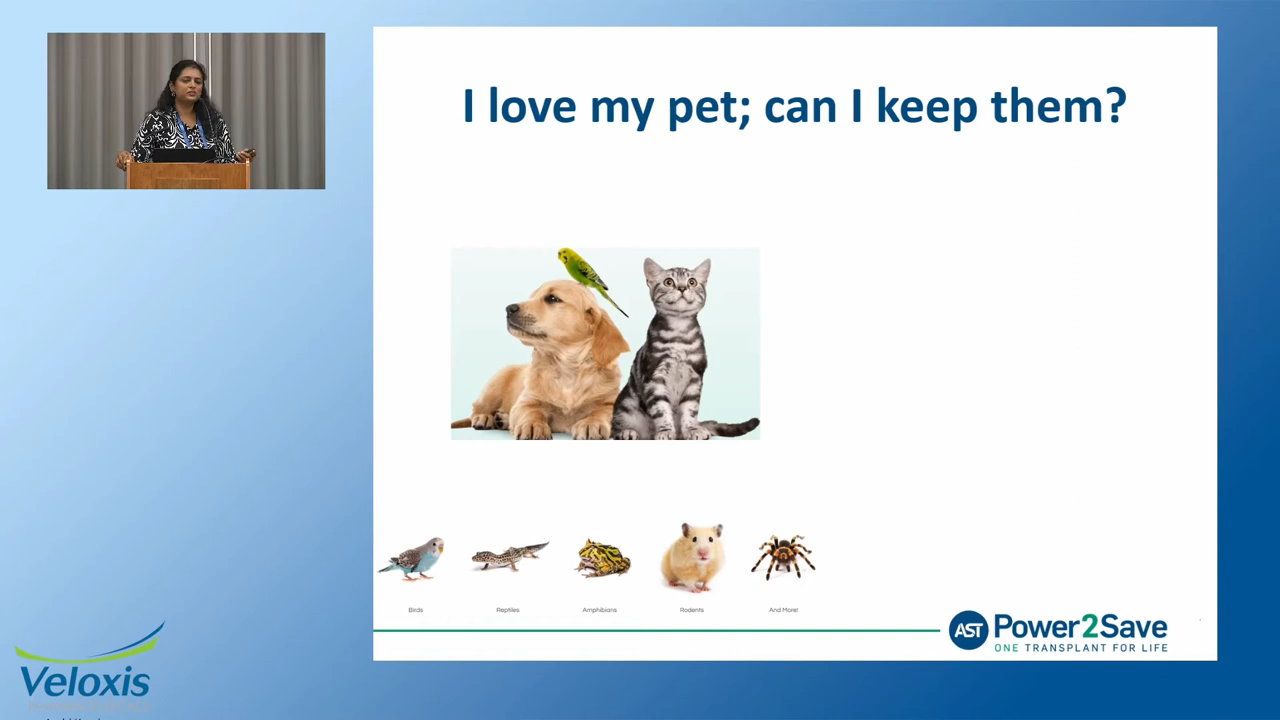 I love my pet; can I keep them?
Birds
Reptiles
Amphibians
Rodents
And More!
AST Power2Save
ONE TRANSPLANT FOR LIFE
Veloxis